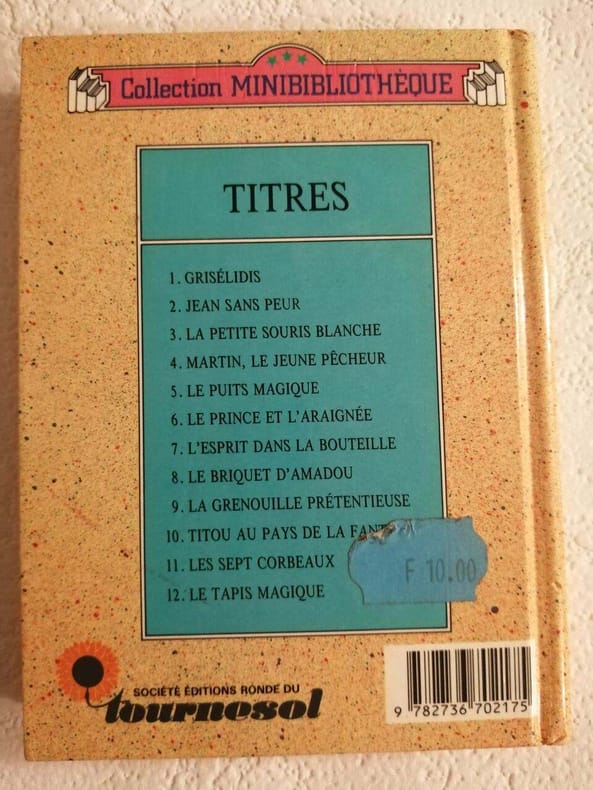 Collection MINIBIBLIOTHÈQUE
TITRES
1. GRISÉLIDIS
2. JEAN SANS PEUR
3. LA PETITE SOURIS BLANCHE
4. MARTIN, LE JEUNE PÊCHEUR
5. LE PUITS MAGIQUE
6. LE PRINCE ET L'ARAIGNÉE
7. L'ESPRIT DANS LA BOUTEILLE
8. LE BRIQUET D'AMADOU
9. LA GRENOUILLE PRÉTENTIEUSE
10. TITOU AU PAYS DE LA
11. LES SEPT CORBEAUX
F 10.00
12. LE TAPIS MAGIQUE
SOCIÉTÉ EDITIONS RONDE DU
tournesol
9 782736 702175